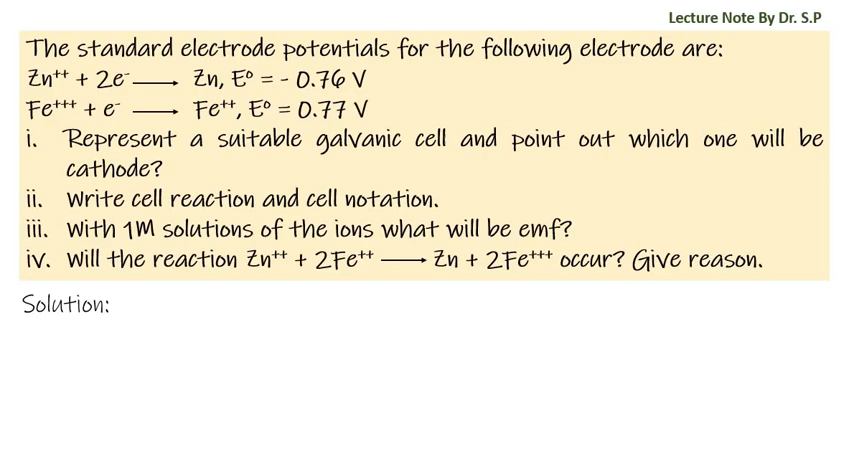 Lecture Note By Dr. S.P
The standard electrode potentials for the following electrode are:
Zn⁺⁺ + 2e⁻ ⟶ Zn, E⁰ = - 0.76 V
Fe⁺⁺⁺ + e⁻ ⟶ Fe⁺⁺, E⁰ = 0.77 V
i. Represent a suitable galvanic cell and point out which one will be
cathode?
ii. Write cell reaction and cell notation.
iii. With 1M solutions of the ions what will be emf?
iv. Will the reaction Zn⁺⁺ + 2Fe⁺⁺ ⟶ Zn + 2Fe⁺⁺⁺ occur? Give reason.
Solution: